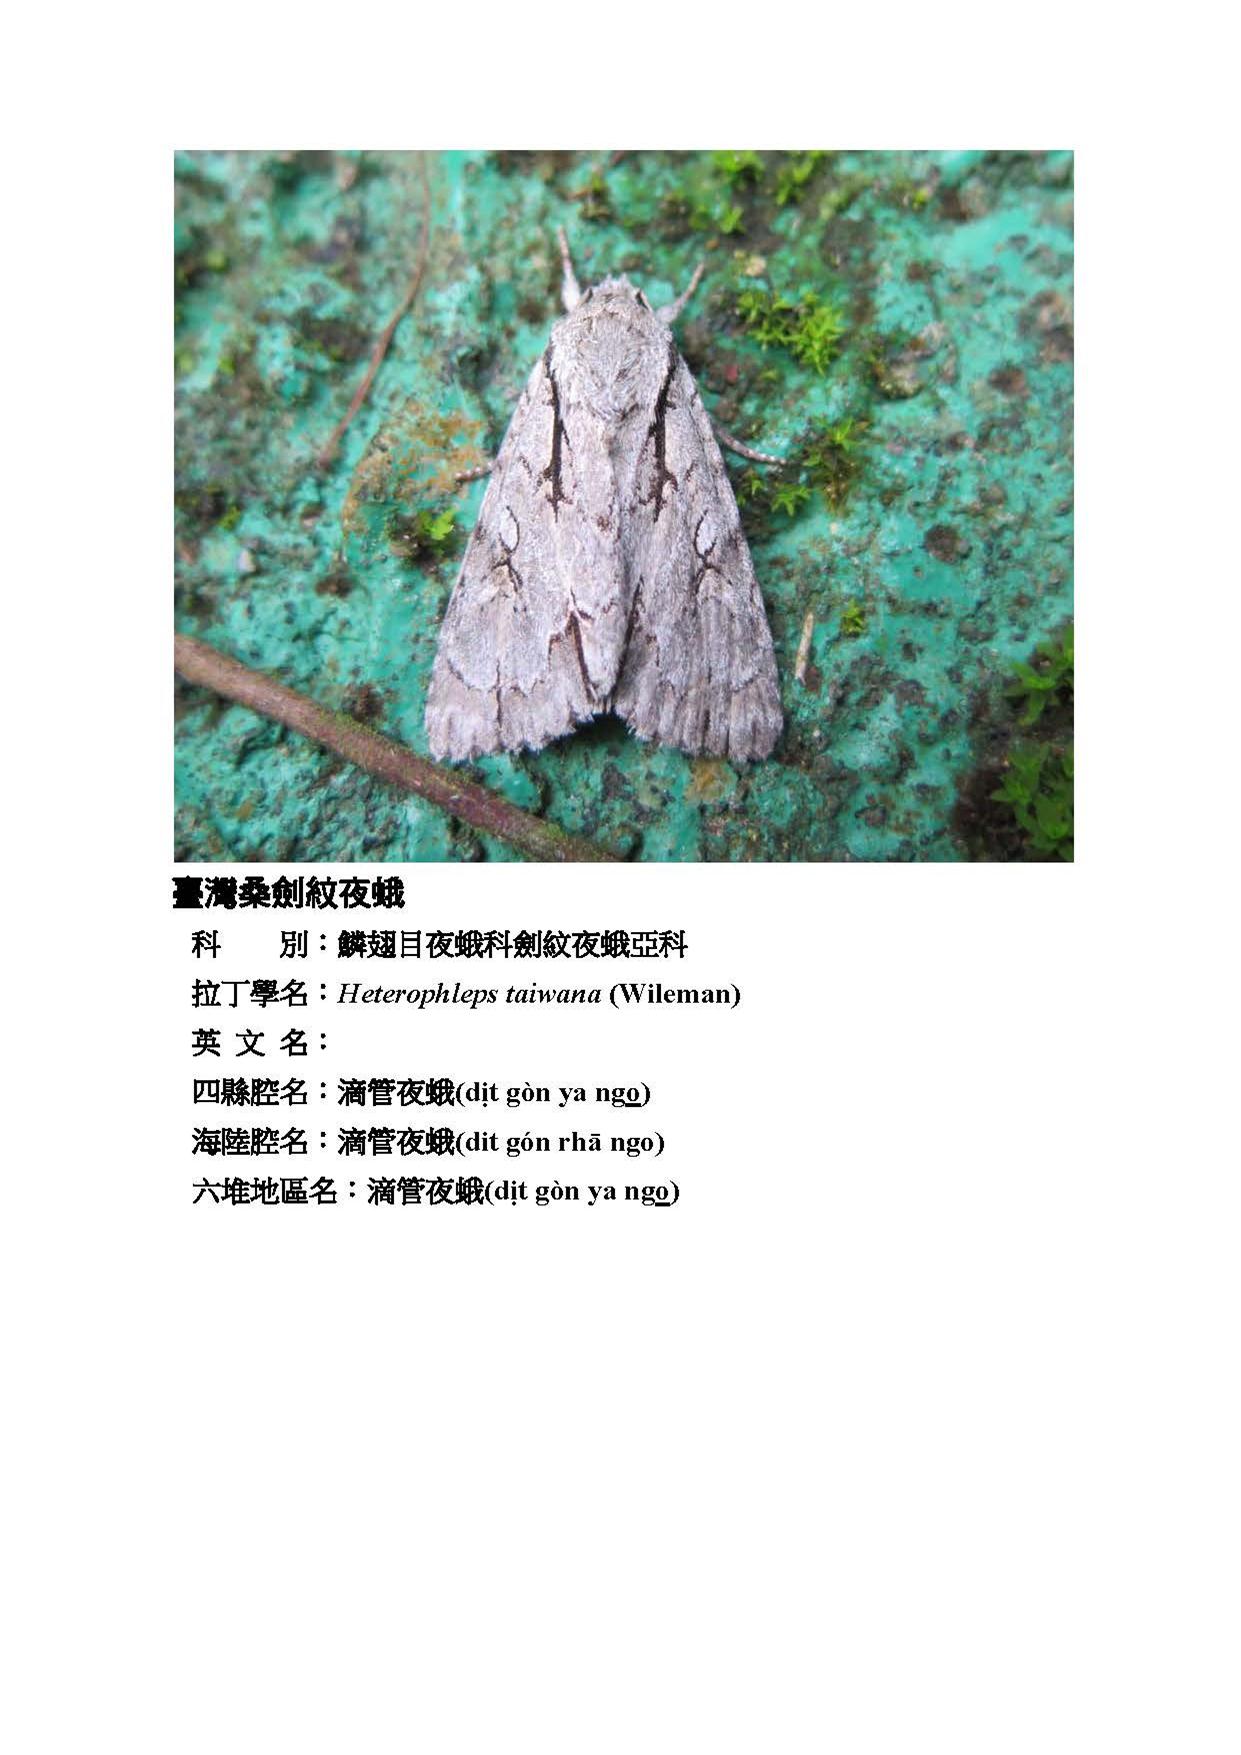 臺灣桑劍紋夜蛾
科　　別：鱗翅目夜蛾科劍紋夜蛾亞科
拉丁學名：Heterophleps taiwana (Wileman)
英 文 名：
四縣腔名：滴管夜蛾(di̍t gòn ya ngo̲)
海陸腔名：滴管夜蛾(dit gón rhā ngo)
六堆地區名：滴管夜蛾(di̍t gòn ya ngo̲)